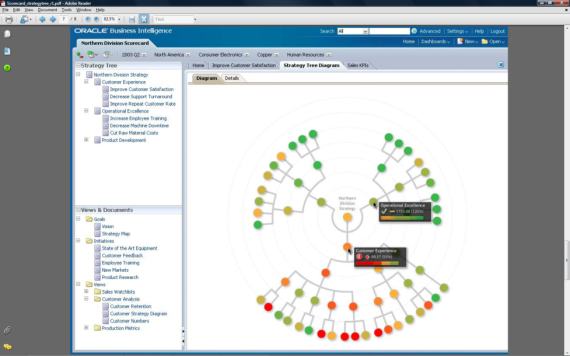 Scorecard_strategytree_r2.pdf - Adobe Reader
File Edit View Document Tools Window Help
7 / 8 82.5% Text
ORACLE Business Intelligence
Search All Advanced Settings Help Logout
Northern Division Scorecard
Home Dashboards New Open
2003-Q2 North America Consumer Electronics Copper Human Resources
Strategy Tree
Home Improve Customer Satisfaction Strategy Tree Diagram Sales KPIs
Diagram Details
Northern Division Strategy
Customer Experience
Improve Customer Satisfaction
Decrease Support Turnaround
Improve Repeat Customer Rate
Operational Excellence
Increase Employee Training
Decrease Machine Downtime
Cut Raw Material Costs
Product Development
Northern
Division
Strategy
Operational Excellence
Customer Experience
Views & Documents
Goals
Vision
Strategy Map
Initiatives
State of the Art Equipment
Customer Feedback
Employee Training
New Markets
Product Research
Views
Sales Watchlists
Customer Analysis
Customer Retention
Customer Strategy Diagram
Customer Numbers
Production Metrics